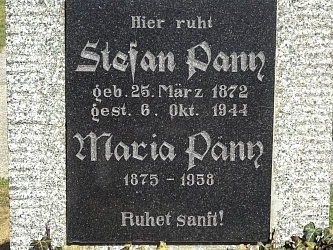 Hier ruht
Stefan Pany
geb. 25. März 1872
gest. 6. Okt. 1944
Maria Pany
1875 - 1958
Ruhet sanft!